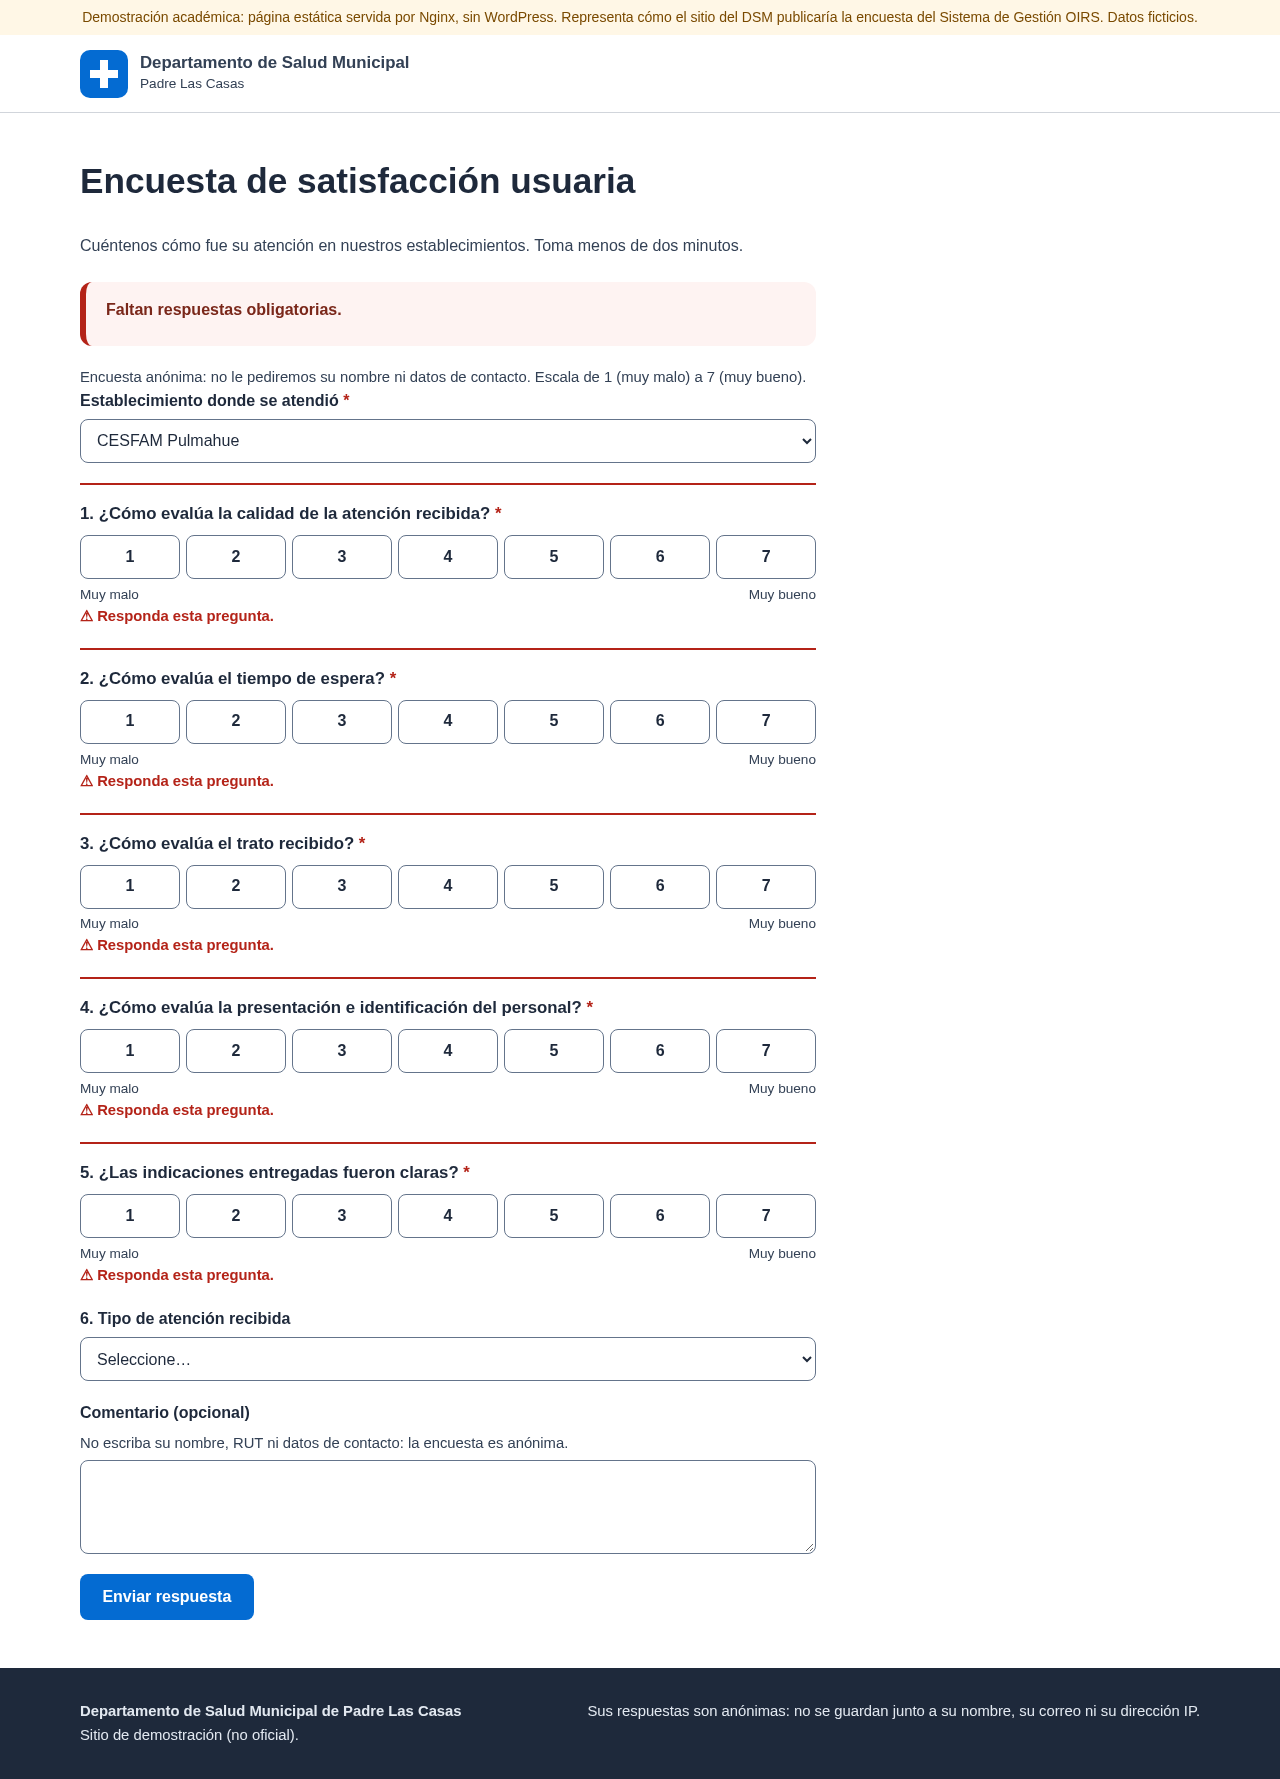 Demostración académica: página estática servida por Nginx, sin WordPress. Representa cómo el sitio del DSM publicaría la encuesta del Sistema de Gestión OIRS. Datos ficticios.
Departamento de Salud Municipal
Padre Las Casas
Encuesta de satisfacción usuaria
Cuéntenos cómo fue su atención en nuestros establecimientos. Toma menos de dos minutos.
Faltan respuestas obligatorias.
Encuesta anónima: no le pediremos su nombre ni datos de contacto. Escala de 1 (muy malo) a 7 (muy bueno).
Establecimiento donde se atendió *
CESFAM Pulmahue
1. ¿Cómo evalúa la calidad de la atención recibida? *
1 2 3 4 5 6 7
Muy malo Muy bueno
⚠ Responda esta pregunta.
2. ¿Cómo evalúa el tiempo de espera? *
1 2 3 4 5 6 7
Muy malo Muy bueno
⚠ Responda esta pregunta.
3. ¿Cómo evalúa el trato recibido? *
1 2 3 4 5 6 7
Muy malo Muy bueno
⚠ Responda esta pregunta.
4. ¿Cómo evalúa la presentación e identificación del personal? *
1 2 3 4 5 6 7
Muy malo Muy bueno
⚠ Responda esta pregunta.
5. ¿Las indicaciones entregadas fueron claras? *
1 2 3 4 5 6 7
Muy malo Muy bueno
⚠ Responda esta pregunta.
6. Tipo de atención recibida
Seleccione…
Comentario (opcional)
No escriba su nombre, RUT ni datos de contacto: la encuesta es anónima.
Enviar respuesta
Departamento de Salud Municipal de Padre Las Casas
Sitio de demostración (no oficial).
Sus respuestas son anónimas: no se guardan junto a su nombre, su correo ni su dirección IP.